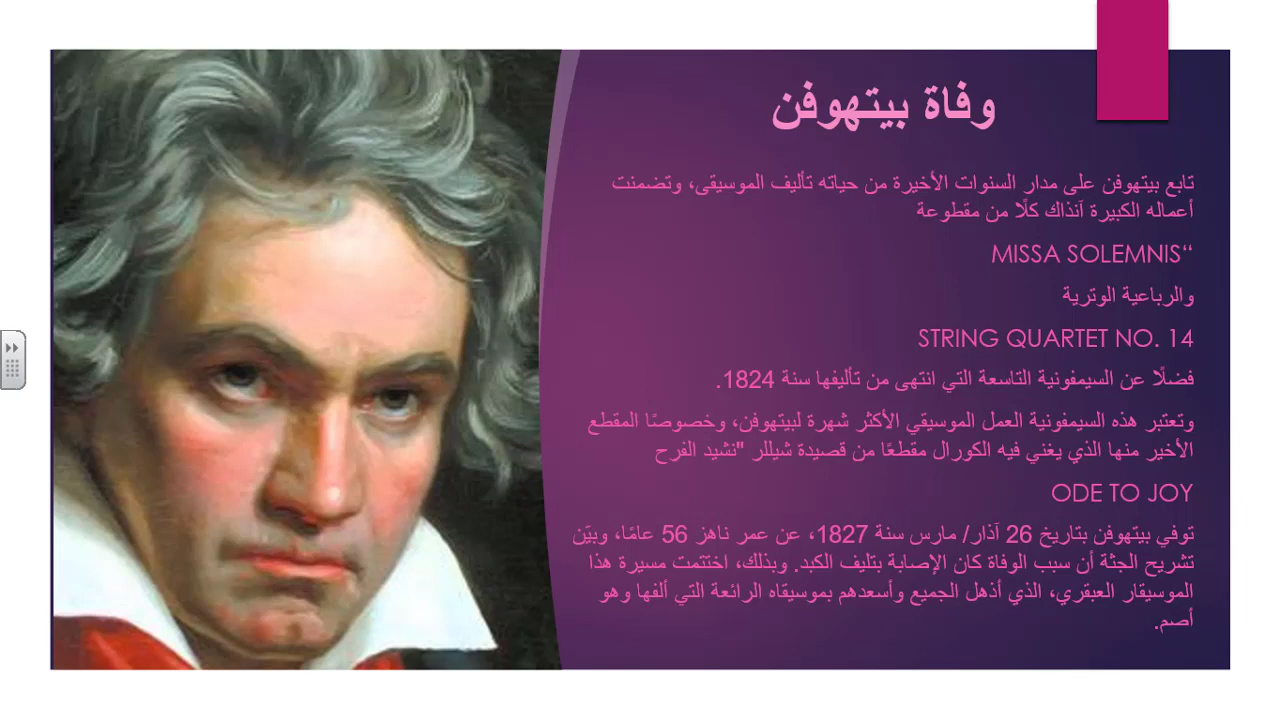 وفاة بيتهوفن
تابع بيتهوفن على مدار السنوات الأخيرة من حياته تأليف الموسيقى، وتضمنت
أعماله الكبيرة آنذاك كلًا من مقطوعة
MISSA SOLEMNIS“
والرباعية الوترية
STRING QUARTET NO. 14
فضلًا عن السيمفونية التاسعة التي انتهى من تأليفها سنة 1824.
وتعتبر هذه السيمفونية العمل الموسيقي الأكثر شهرة لبيتهوفن، وخصوصًا المقطع
الأخير منها الذي يغني فيه الكورال مقطعًا من قصيدة شيللر "نشيد الفرح
ODE TO JOY
توفي بيتهوفن بتاريخ 26 آذار/ مارس سنة 1827، عن عمر ناهز 56 عامًا، وبيّن
تشريح الجثة أن سبب الوفاة كان الإصابة بتليف الكبد. وبذلك، اختتمت مسيرة هذا
الموسيقار العبقري، الذي أذهل الجميع وأسعدهم بموسيقاه الرائعة التي ألفها وهو
أصم.